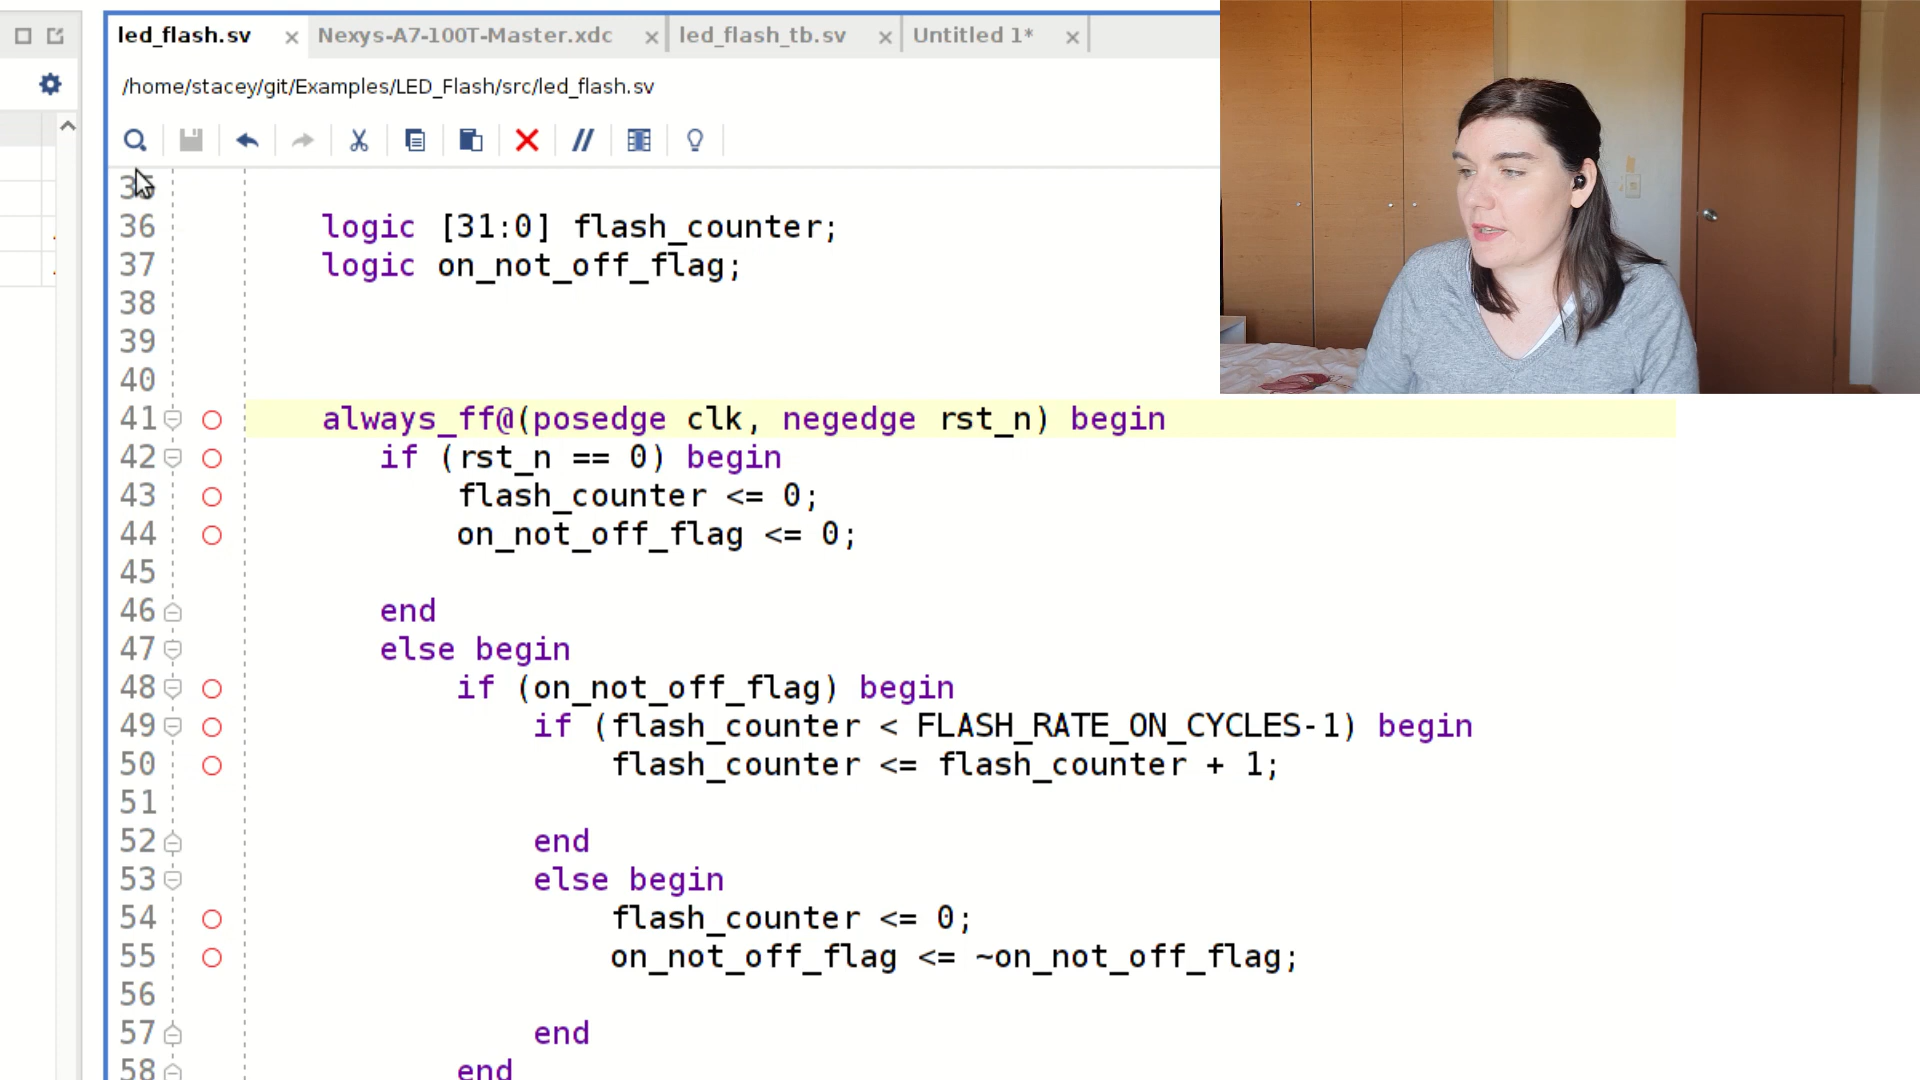 led_flash.sv
Nexys-A7-100T-Master.xdc
led_flash_tb.sv
Untitled 1*
/home/stacey/git/Examples/LED_Flash/src/led_flash.sv
36 logic [31:0] flash_counter;
37 logic on_not_off_flag;
38
39
40
41 always_ff@(posedge clk, negedge rst_n) begin
42 if (rst_n == 0) begin
43 flash_counter <= 0;
44 on_not_off_flag <= 0;
45
46 end
47 else begin
48 if (on_not_off_flag) begin
49 if (flash_counter < FLASH_RATE_ON_CYCLES-1) begin
50 flash_counter <= flash_counter + 1;
51
52 end
53 else begin
54 flash_counter <= 0;
55 on_not_off_flag <= ~on_not_off_flag;
56
57 end
58 end